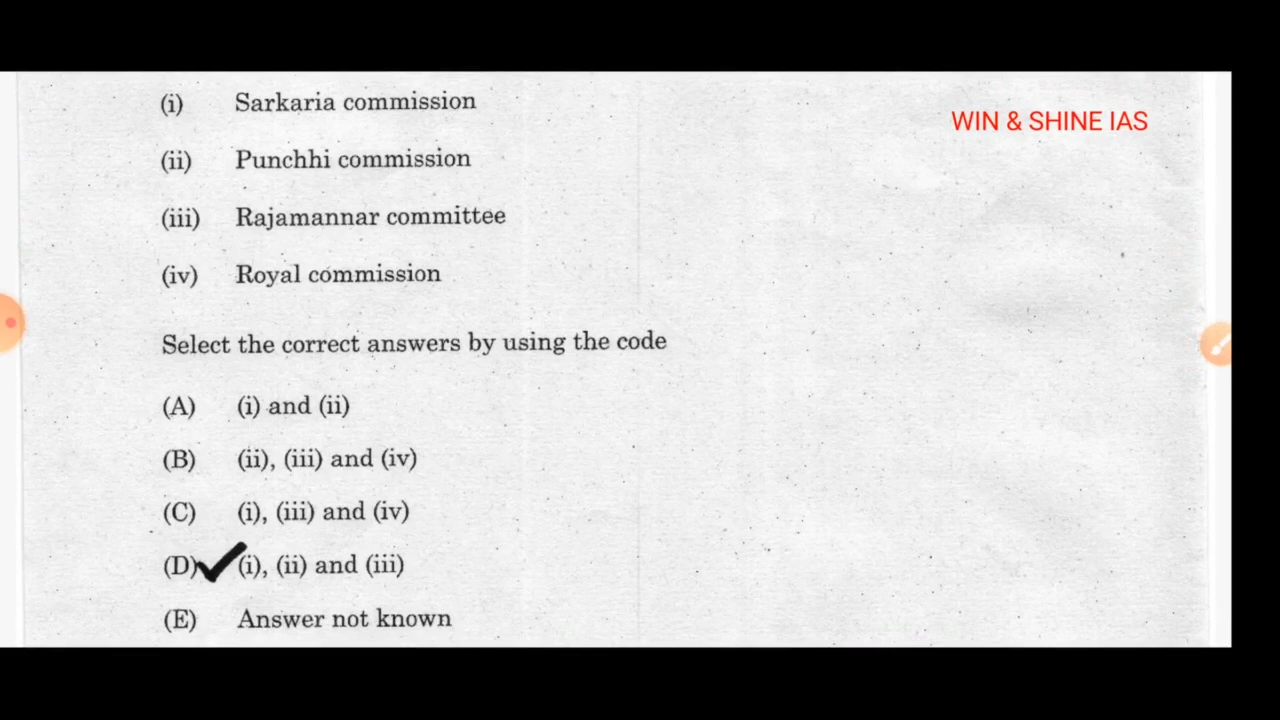 (i) Sarkaria commission
WIN & SHINE IAS
(ii) Punchhi commission
(iii) Rajamannar committee
(iv) Royal commission
Select the correct answers by using the code
(A) (i) and (ii)
(B) (ii), (iii) and (iv)
(C) (i), (iii) and (iv)
(D) (i), (ii) and (iii)
(E) Answer not known